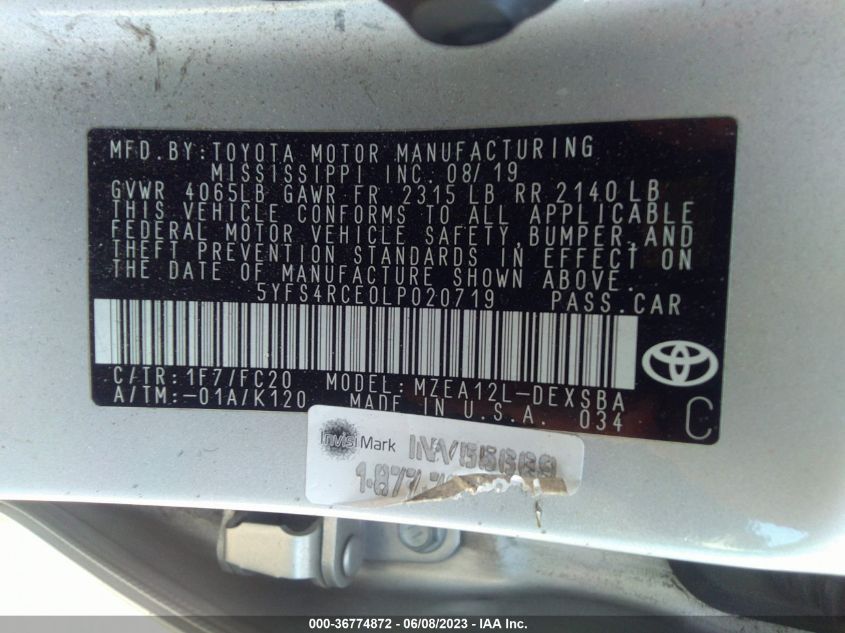 MFD.BY:TOYOTA MOTOR MANUFACTURING
MISSISSIPPI INC. 08/19
GVWR 4065LB GAWR FR 2315 LB RR 2140 LB
THIS VEHICLE CONFORMS TO ALL APPLICABLE
FEDERAL MOTOR VEHICLE SAFETY,BUMPER,AND
THEFT PREVENTION STANDARDS IN EFFECT ON
THE DATE OF MANUFACTURE SHOWN ABOVE.
5YFS4RCE0LP020719 PASS.CAR
C/TR:1F7/FC20 MODEL:MZEA12L-DEXSBA
A/TM:-01A/K120 MADE IN U.S.A. 034
C
Invisi Mark
000-36774872 - 06/08/2023 - IAA Inc.